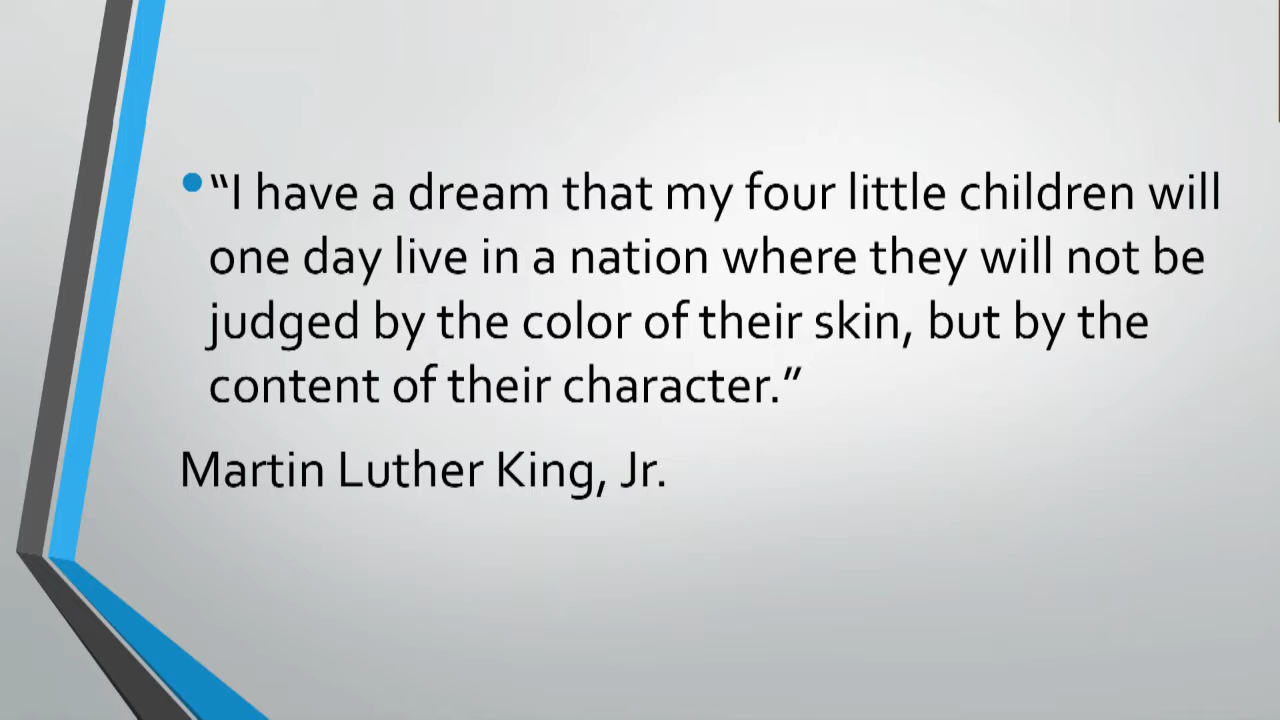 “I have a dream that my four little children will
one day live in a nation where they will not be
judged by the color of their skin, but by the
content of their character.”
Martin Luther King, Jr.